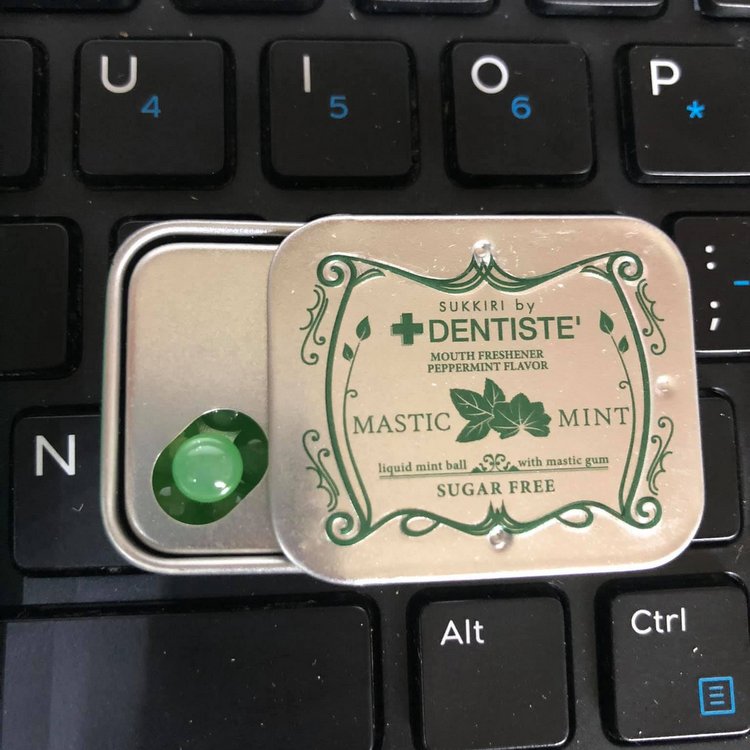 U
4
I
5
O
6
P
*
:
;
SUKKIRI by
DENTISTE'
MOUTH FRESHENER
PEPPERMINT FLAVOR
MASTIC MINT
liquid mint ball with mastic gum
SUGAR FREE
N
Alt
Ctrl